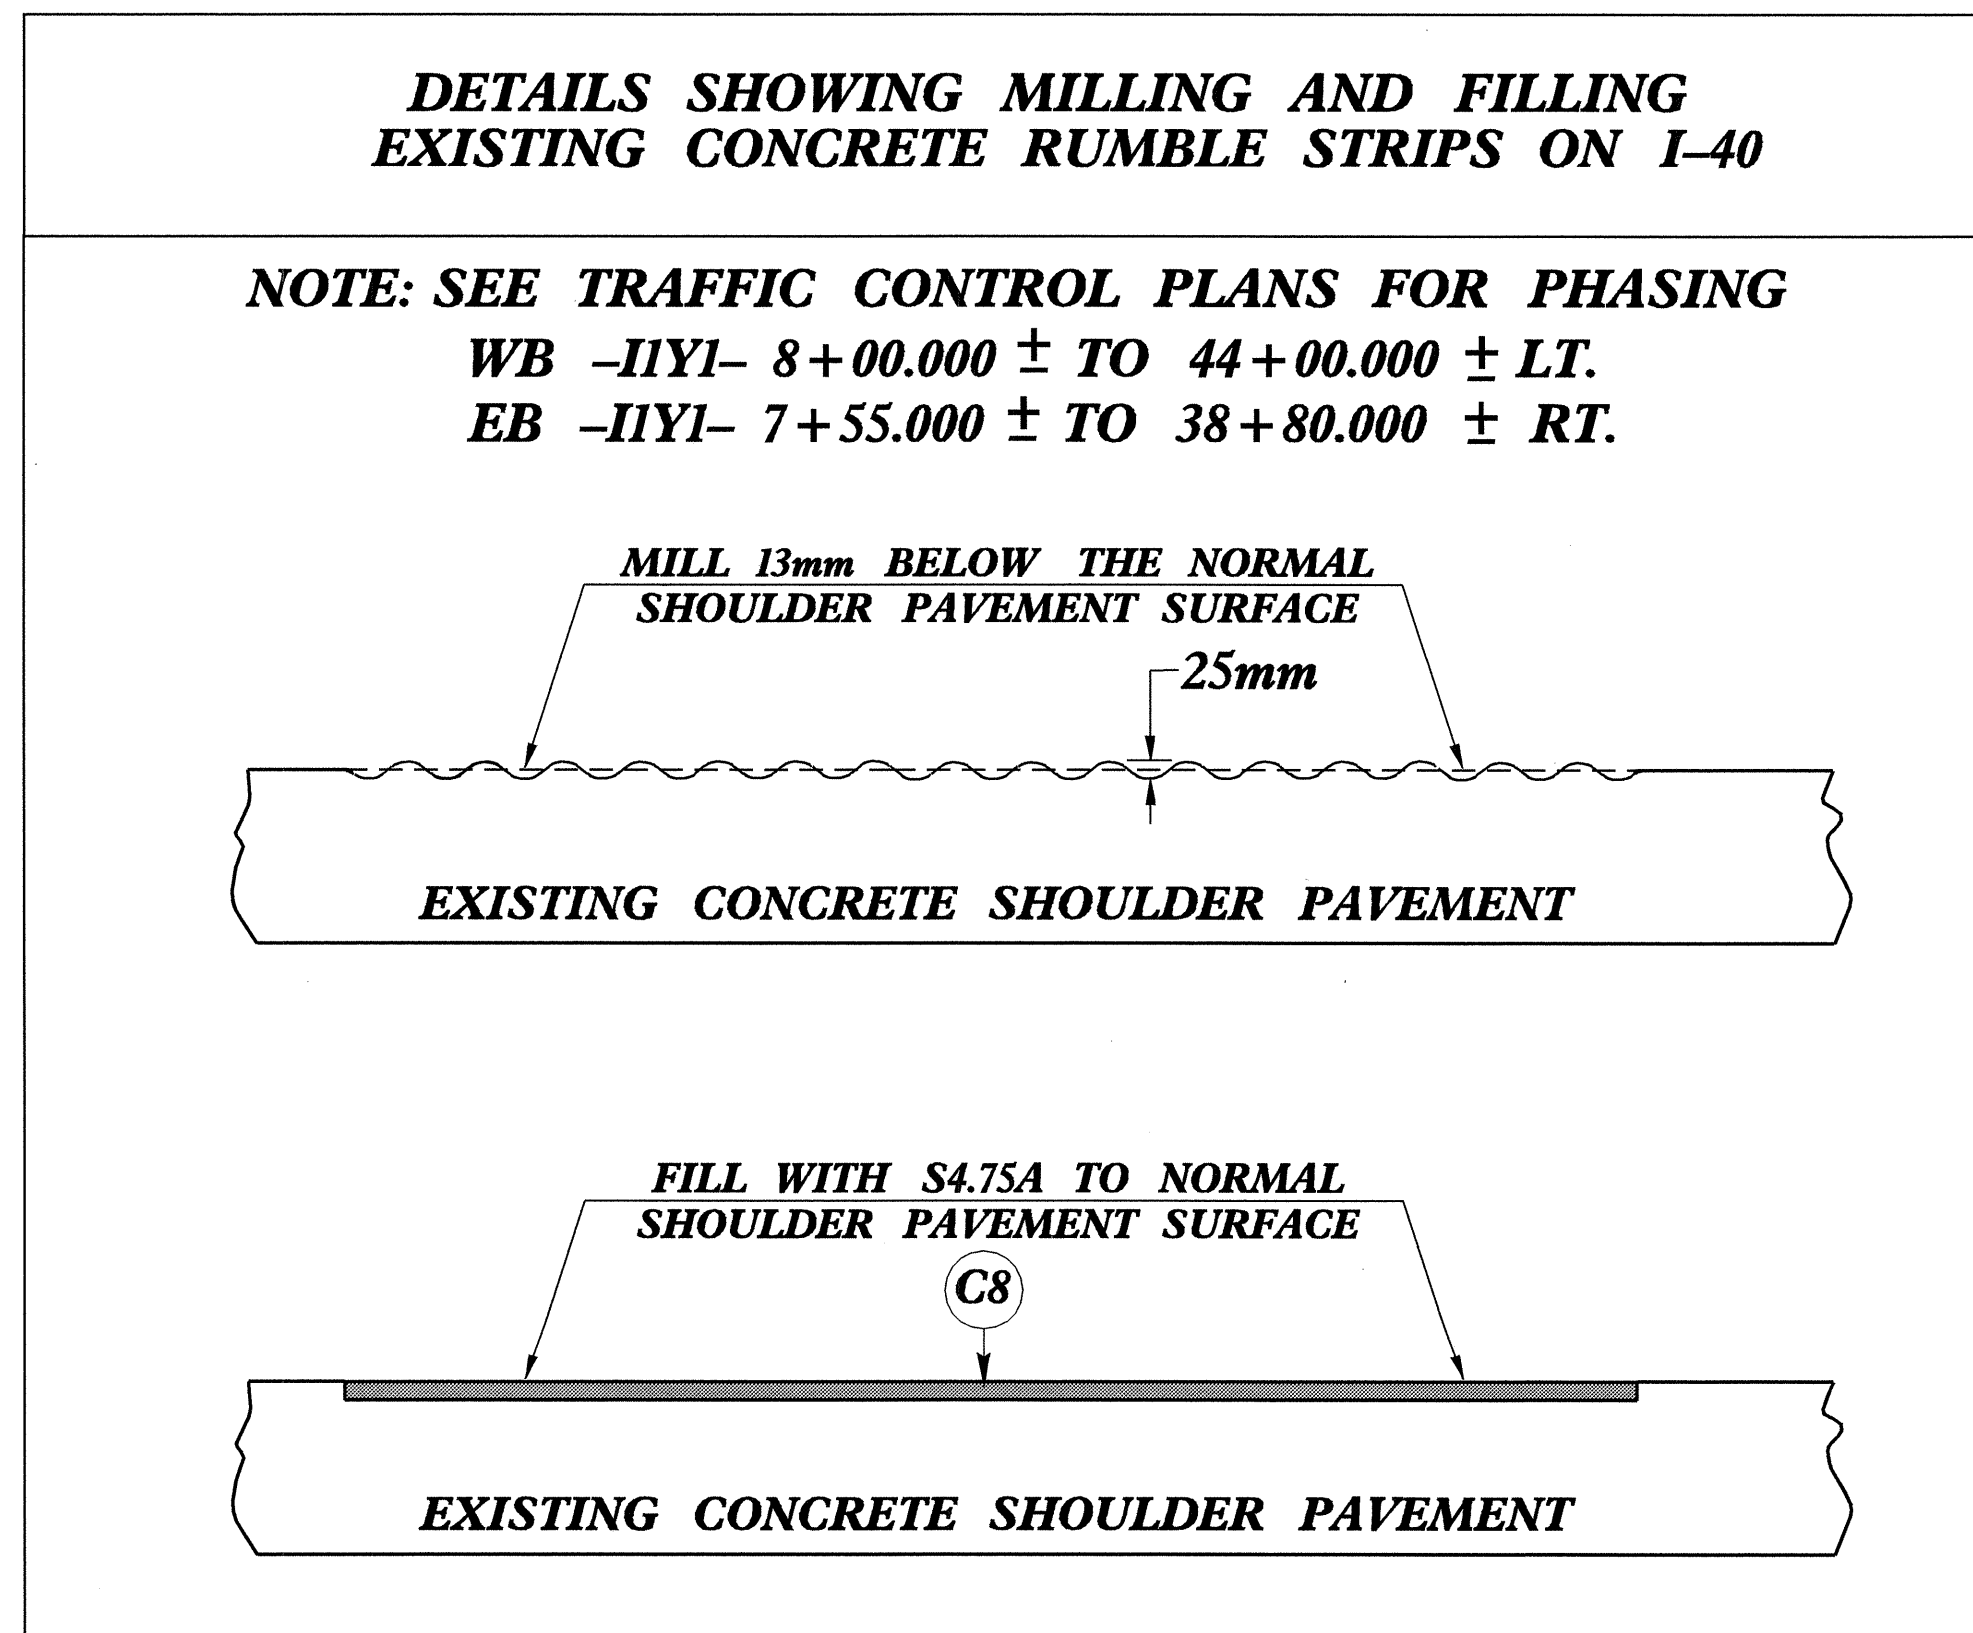 DETAILS SHOWING MILLING AND FILLING
EXISTING CONCRETE RUMBLE STRIPS ON I-40
NOTE: SEE TRAFFIC CONTROL PLANS FOR PHASING
WB -I1Y1- 8+00.000 ± TO 44+00.000 ± LT.
EB -I1Y1- 7+55.000 ± TO 38+80.000 ± RT.
MILL 13mm BELOW THE NORMAL
SHOULDER PAVEMENT SURFACE
25mm
EXISTING CONCRETE SHOULDER PAVEMENT
FILL WITH S4.75A TO NORMAL
SHOULDER PAVEMENT SURFACE
C8
EXISTING CONCRETE SHOULDER PAVEMENT